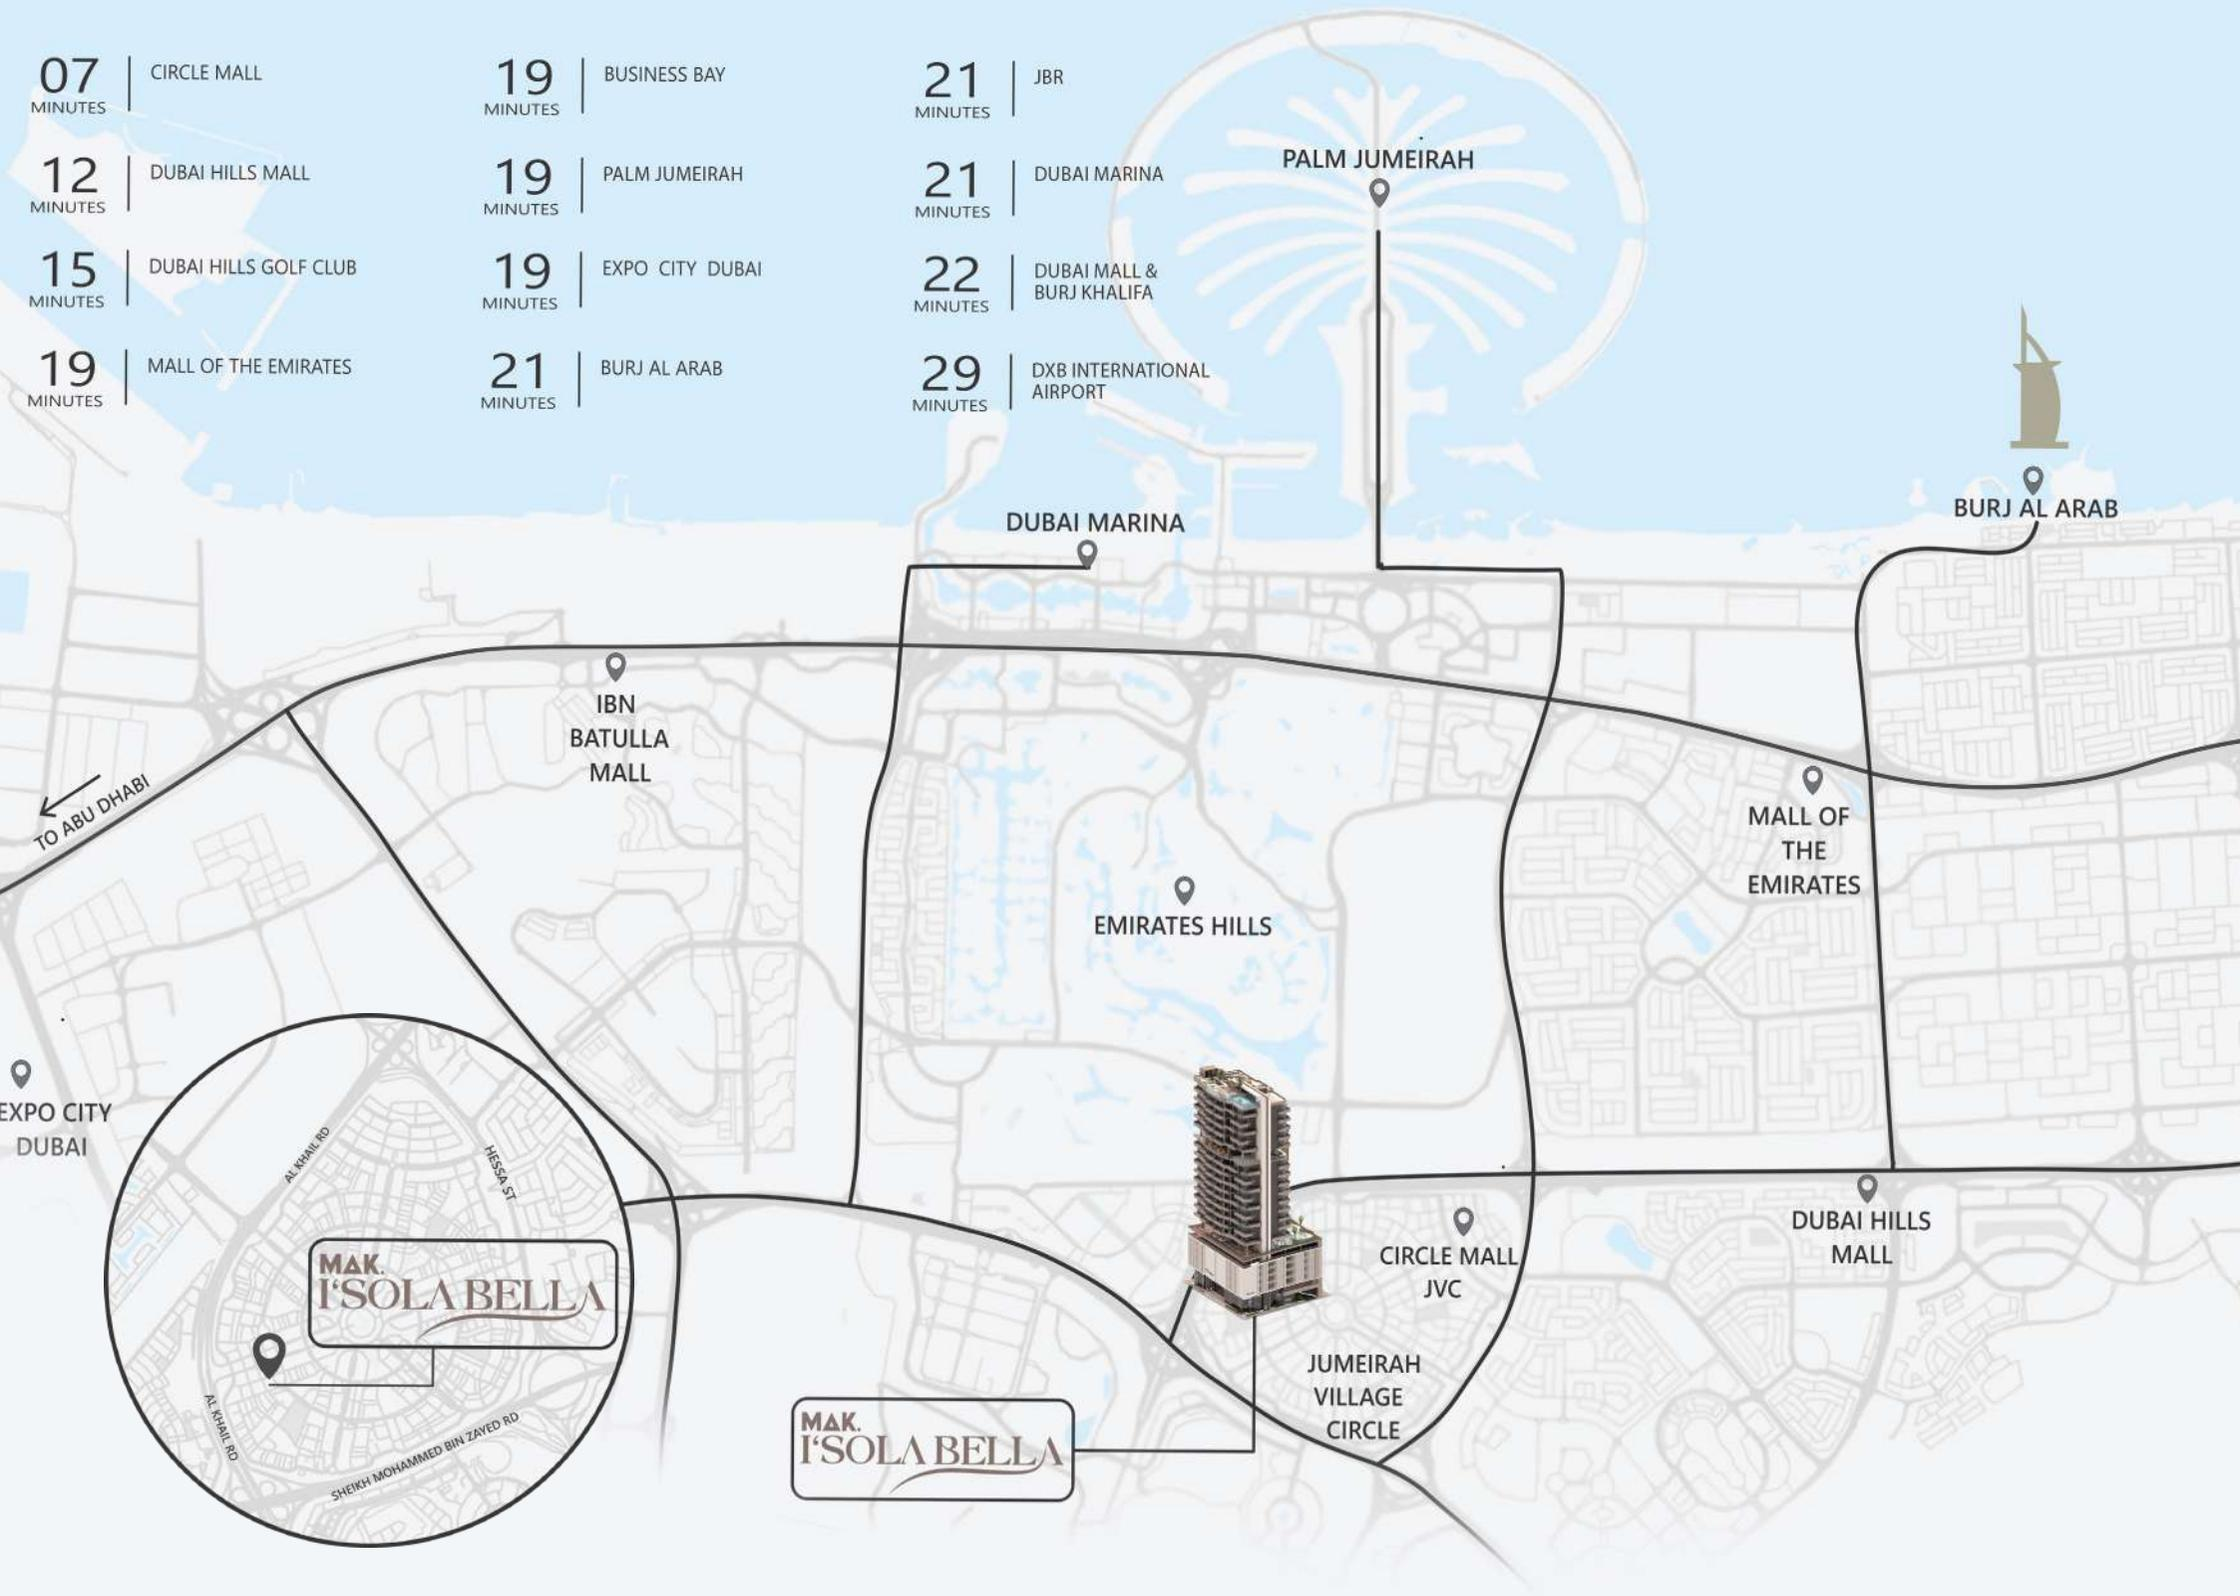 07
MINUTES
CIRCLE MALL
12
MINUTES
DUBAI HILLS MALL
15
MINUTES
DUBAI HILLS GOLF CLUB
19
MINUTES
MALL OF THE EMIRATES
19
MINUTES
BUSINESS BAY
19
MINUTES
PALM JUMEIRAH
19
MINUTES
EXPO CITY DUBAI
21
MINUTES
BURJ AL ARAB
21
MINUTES
JBR
21
MINUTES
DUBAI MARINA
22
MINUTES
DUBAI MALL &
BURJ KHALIFA
29
MINUTES
DXB INTERNATIONAL
AIRPORT
PALM JUMEIRAH
BURJ AL ARAB
DUBAI MARINA
IBN
BATULLA
MALL
TO ABU DHABI
MALL OF
THE
EMIRATES
EMIRATES HILLS
EXPO CITY
DUBAI
AL KHAIL RD
HESSA ST
MAK.
I'SOLA BELLA
AL KHAIL RD
SHEIKH MOHAMMED BIN ZAYED RD
DUBAI HILLS
MALL
CIRCLE MALL
JVC
JUMEIRAH
VILLAGE
CIRCLE
MAK.
I'SOLA BELLA